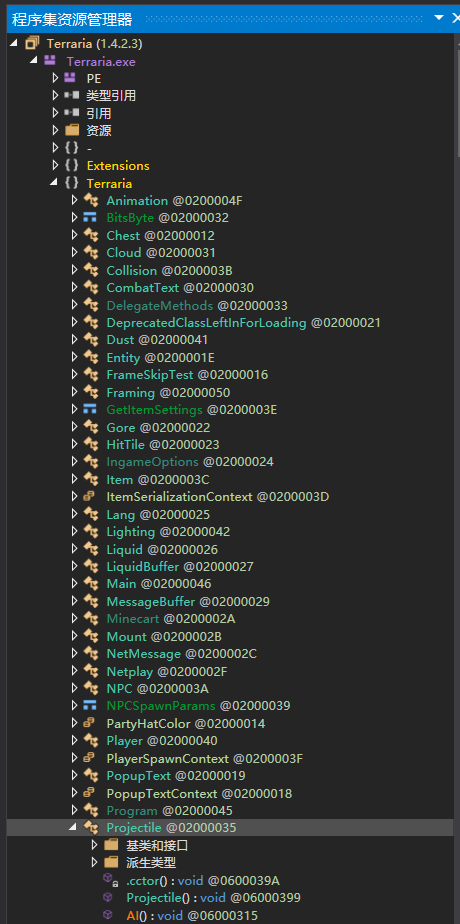 程序集资源管理器
Terraria (1.4.2.3)
Terraria.exe
PE
类型引用
引用
资源
{ } -
{ } Extensions
{ } Terraria
Animation @0200004F
BitsByte @02000032
Chest @02000012
Cloud @02000031
Collision @0200003B
CombatText @02000030
DelegateMethods @02000033
DeprecatedClassLeftInForLoading @02000021
Dust @02000041
Entity @0200001E
FrameSkipTest @02000016
Framing @02000050
GetItemSettings @0200003E
Gore @02000022
HitTile @02000023
IngameOptions @02000024
Item @0200003C
ItemSerializationContext @0200003D
Lang @02000025
Lighting @02000042
Liquid @02000026
LiquidBuffer @02000027
Main @02000046
MessageBuffer @02000029
Minecart @0200002A
Mount @0200002B
NetMessage @0200002C
Netplay @0200002F
NPC @0200003A
NPCSpawnParams @02000039
PartyHatColor @02000014
Player @02000040
PlayerSpawnContext @0200003F
PopupText @02000019
PopupTextContext @02000018
Program @02000045
Projectile @02000035
基类和接口
派生类型
.cctor() : void @0600039A
Projectile() : void @06000399
AI() : void @06000315